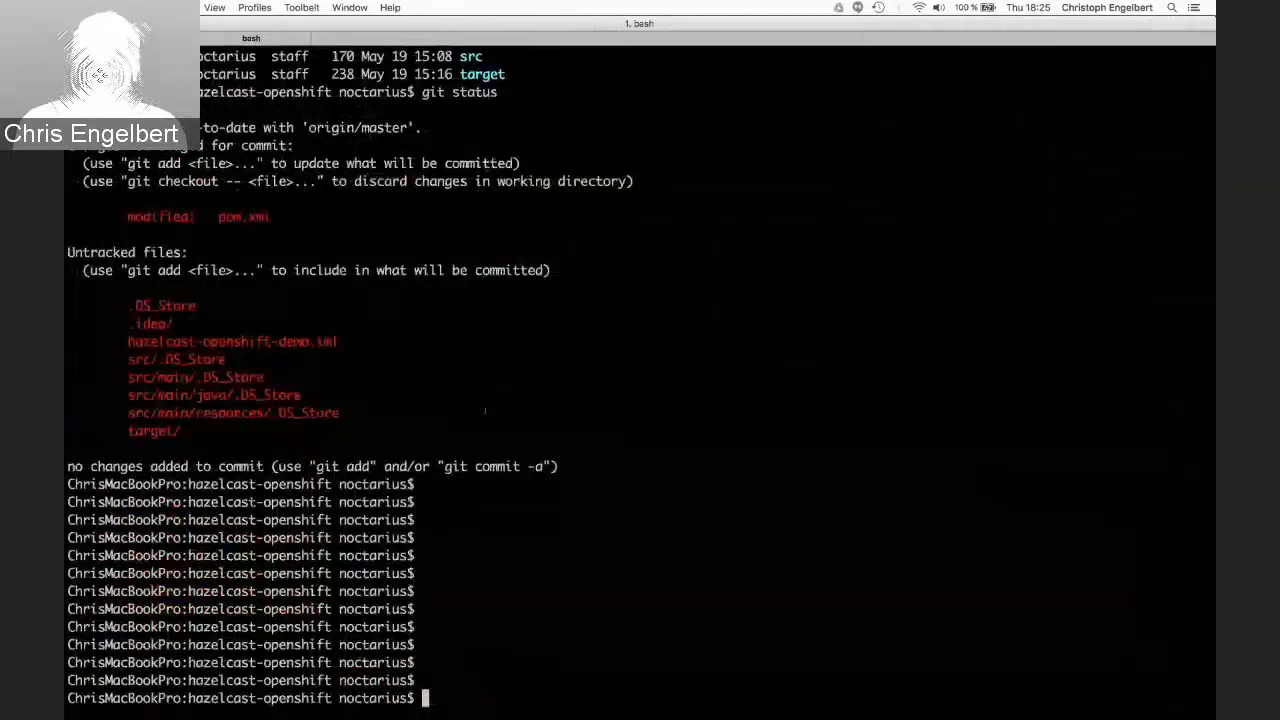 View Profiles Toolbelt Window Help 100 % Thu 18:25 Christoph Engelbert
1. bash
bash
octarius staff 170 May 19 15:08 src
octarius staff 238 May 19 15:16 target
zelcast-openshift noctarius$ git status
-to-date with 'origin/master'.
for commit:
(use "git add <file>..." to update what will be committed)
(use "git checkout -- <file>..." to discard changes in working directory)
modified: pom.xml
Untracked files:
(use "git add <file>..." to include in what will be committed)
.DS_Store
.idea/
hazelcast-openshift-demo.iml
src/.DS_Store
src/main/.DS_Store
src/main/java/.DS_Store
src/main/resources/.DS_Store
target/
no changes added to commit (use "git add" and/or "git commit -a")
ChrisMacBookPro:hazelcast-openshift noctarius$
ChrisMacBookPro:hazelcast-openshift noctarius$
ChrisMacBookPro:hazelcast-openshift noctarius$
ChrisMacBookPro:hazelcast-openshift noctarius$
ChrisMacBookPro:hazelcast-openshift noctarius$
ChrisMacBookPro:hazelcast-openshift noctarius$
ChrisMacBookPro:hazelcast-openshift noctarius$
ChrisMacBookPro:hazelcast-openshift noctarius$
ChrisMacBookPro:hazelcast-openshift noctarius$
ChrisMacBookPro:hazelcast-openshift noctarius$
ChrisMacBookPro:hazelcast-openshift noctarius$
ChrisMacBookPro:hazelcast-openshift noctarius$
ChrisMacBookPro:hazelcast-openshift noctarius$
Chris Engelbert